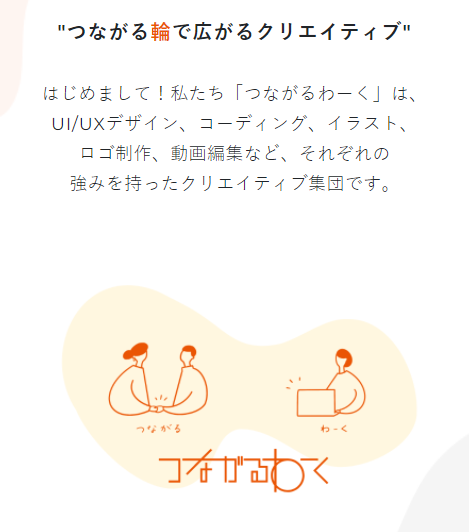 "つながる輪で広がるクリエイティブ"
はじめまして！私たち「つながるわーく」は、
UI/UXデザイン、コーディング、イラスト、
ロゴ制作、動画編集など、それぞれの
強みを持ったクリエイティブ集団です。
つながる
わーく
つながるわーく